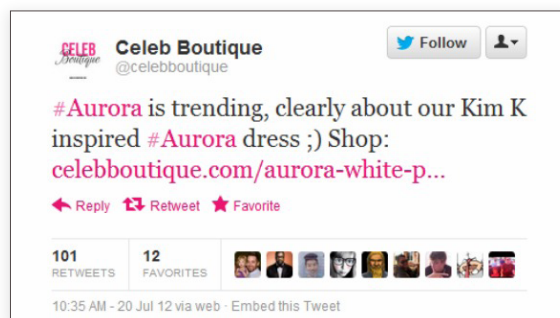 CELEB
Boutique
Celeb Boutique
@celebboutique
Follow
#Aurora is trending, clearly about our Kim K
inspired #Aurora dress ;) Shop:
celebboutique.com/aurora-white-p...
Reply Retweet Favorite
101 12
RETWEETS FAVORITES
10:35 AM - 20 Jul 12 via web · Embed this Tweet